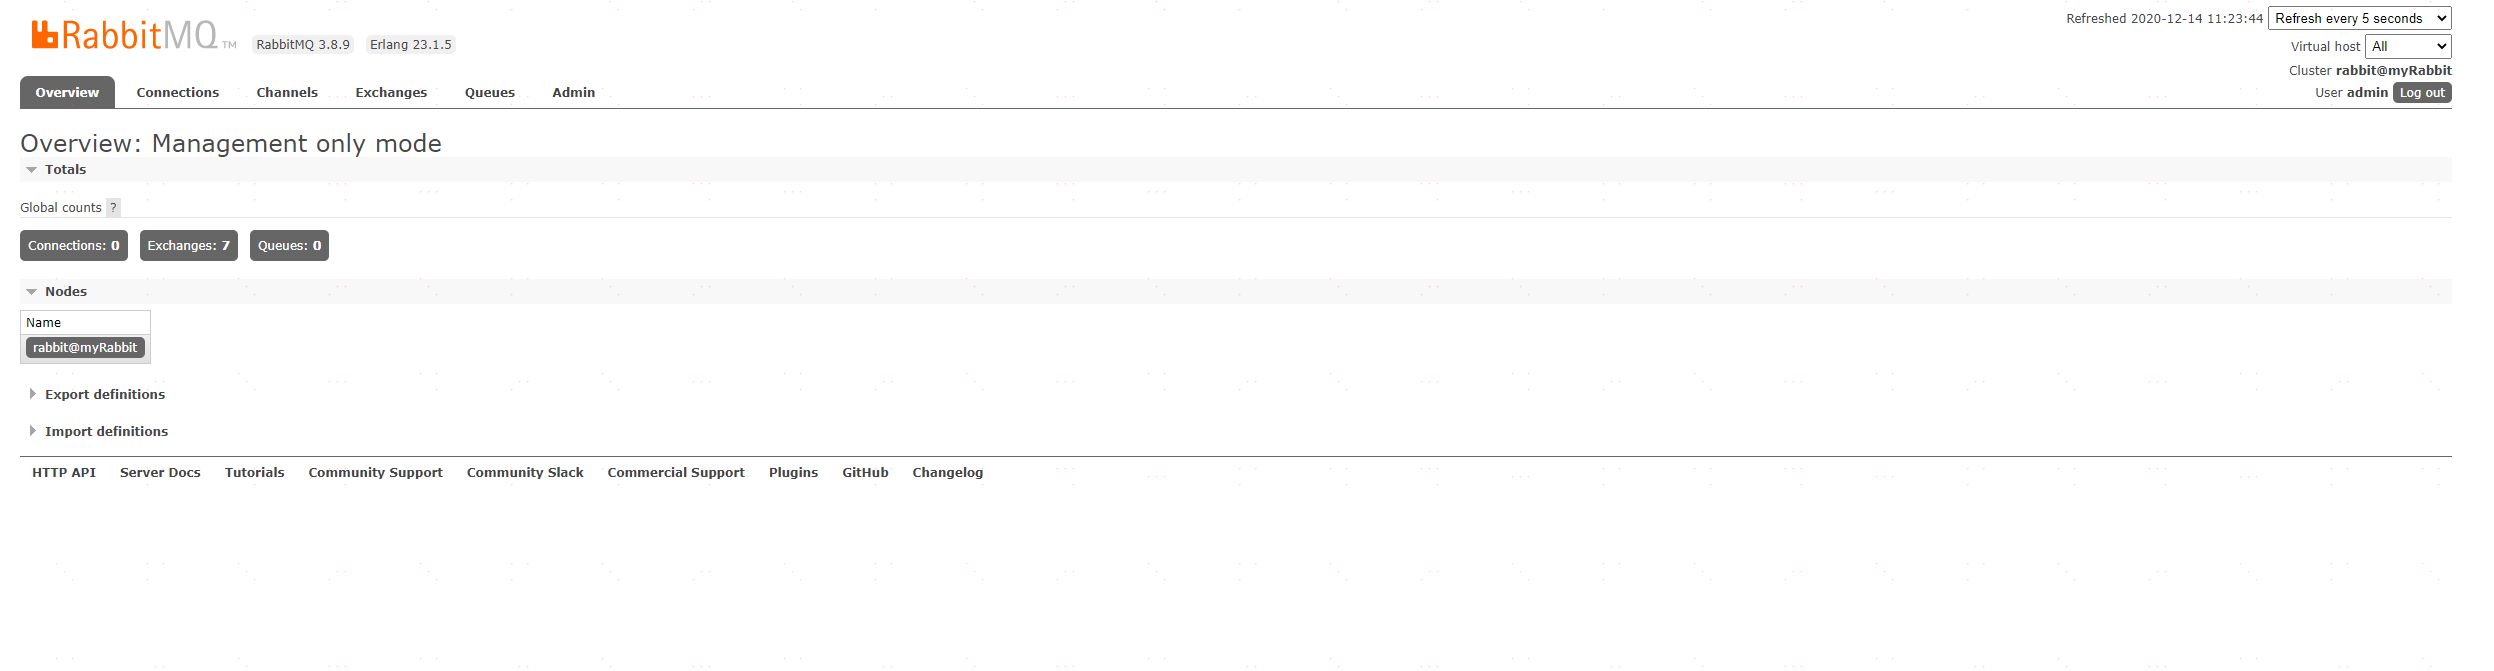 RabbitMQ TM RabbitMQ 3.8.9 Erlang 23.1.5
Refreshed 2020-12-14 11:23:44 Refresh every 5 seconds
Virtual host All
Cluster rabbit@myRabbit
User admin Log out
Overview Connections Channels Exchanges Queues Admin
Overview: Management only mode
Totals
Global counts ?
Connections: 0 Exchanges: 7 Queues: 0
Nodes
Name
rabbit@myRabbit
Export definitions
Import definitions
HTTP API Server Docs Tutorials Community Support Community Slack Commercial Support Plugins GitHub Changelog